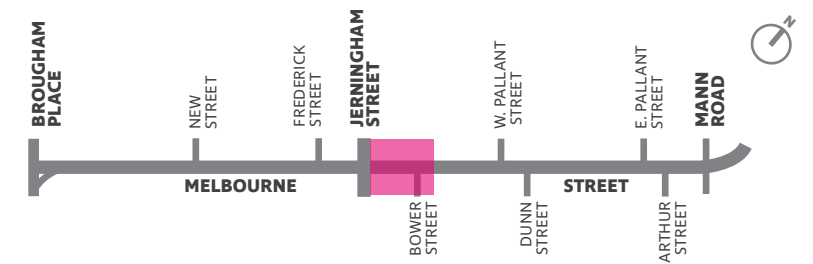 BROUGHAM
PLACE
NEW
STREET
FREDERICK
STREET
JERNINGHAM
STREET
W. PALLANT
STREET
E. PALLANT
STREET
MANN
ROAD
N
MELBOURNE
STREET
BOWER
STREET
DUNN
STREET
ARTHUR
STREET